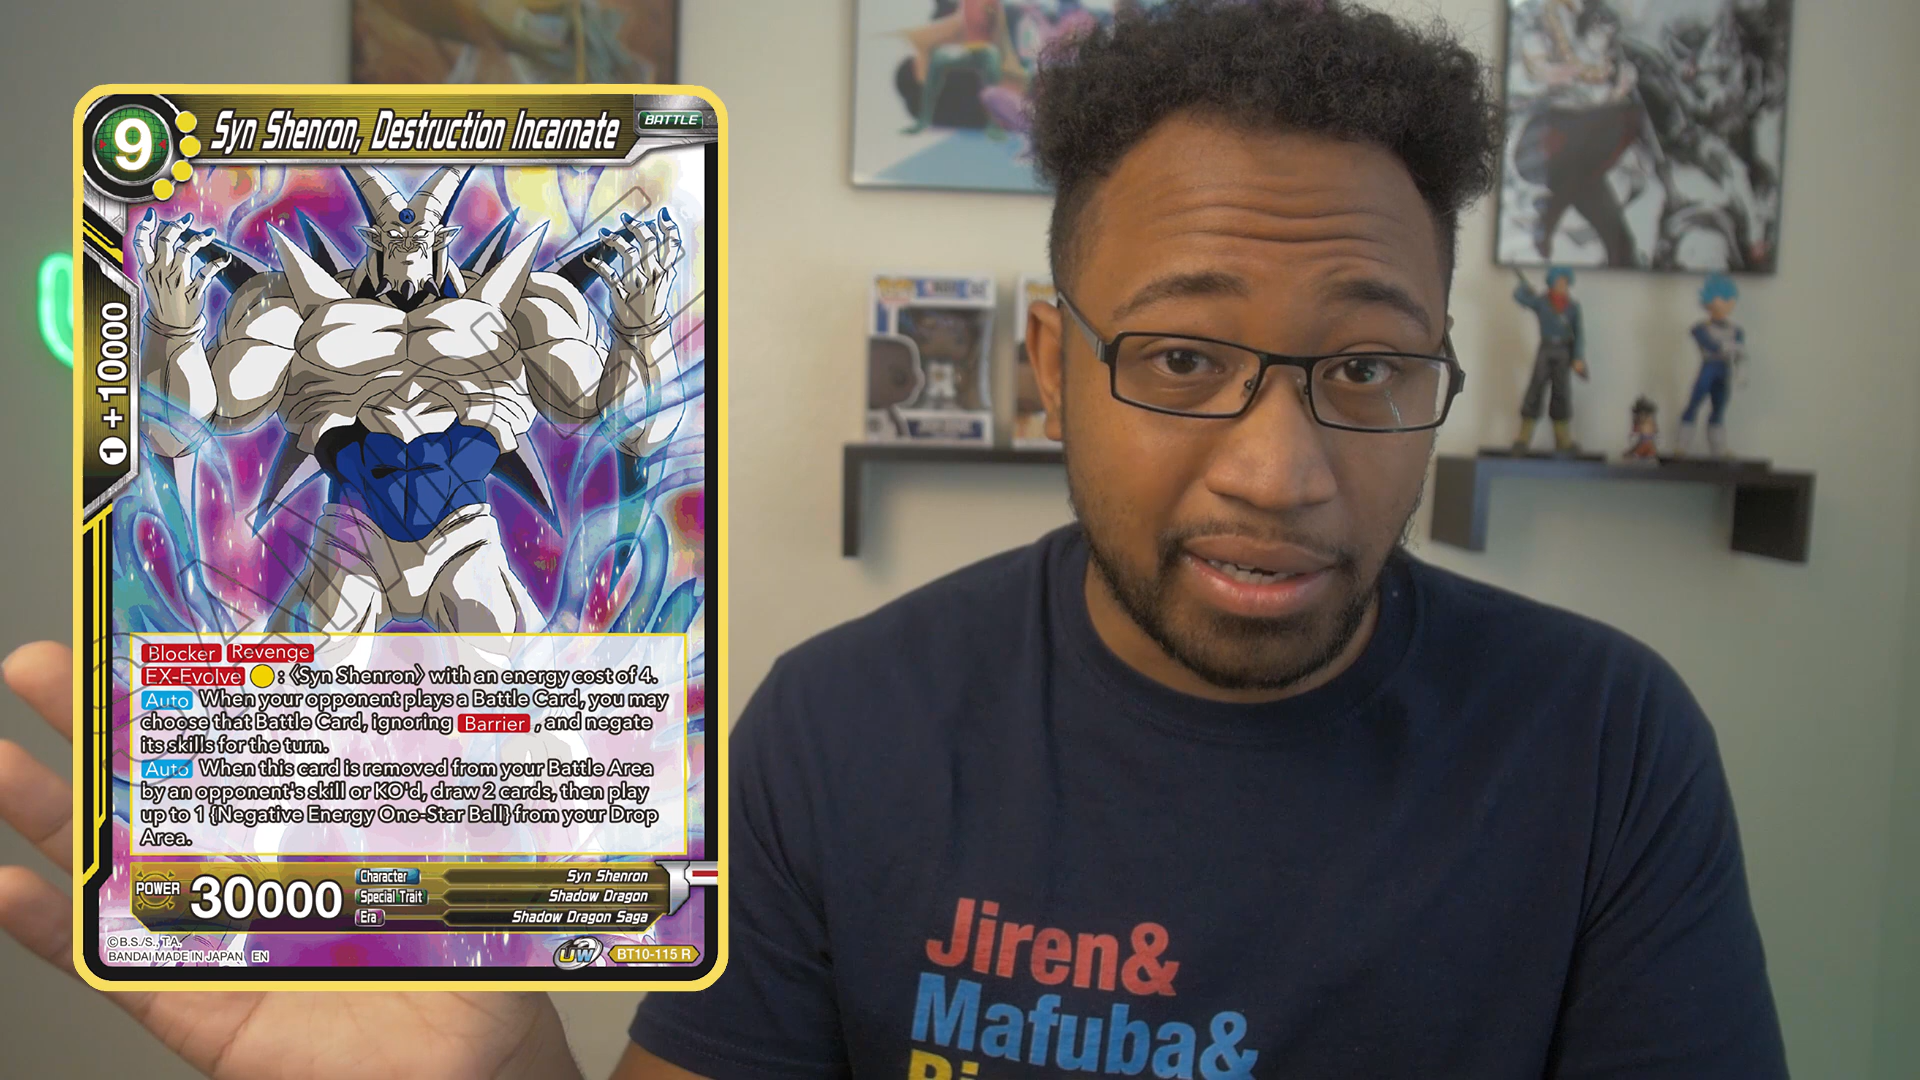 9
Syn Shenron, Destruction Incarnate
BATTLE
1 +10000
SAMPLE
Blocker Revenge
EX-Evolve : 《Syn Shenron》 with an energy cost of 4.
Auto When your opponent plays a Battle Card, you may
choose that Battle Card, ignoring Barrier , and negate
its skills for the turn.
Auto When this card is removed from your Battle Area
by an opponent's skill or KO'd, draw 2 cards, then play
up to 1 {Negative Energy One-Star Ball} from your Drop
Area.
POWER 30000
Character Syn Shenron
Special Trait Shadow Dragon
Era Shadow Dragon Saga
©B.S./S., T.A.
BANDAI MADE IN JAPAN EN
UW
BT10-115 R
Jiren&
Mafuba&